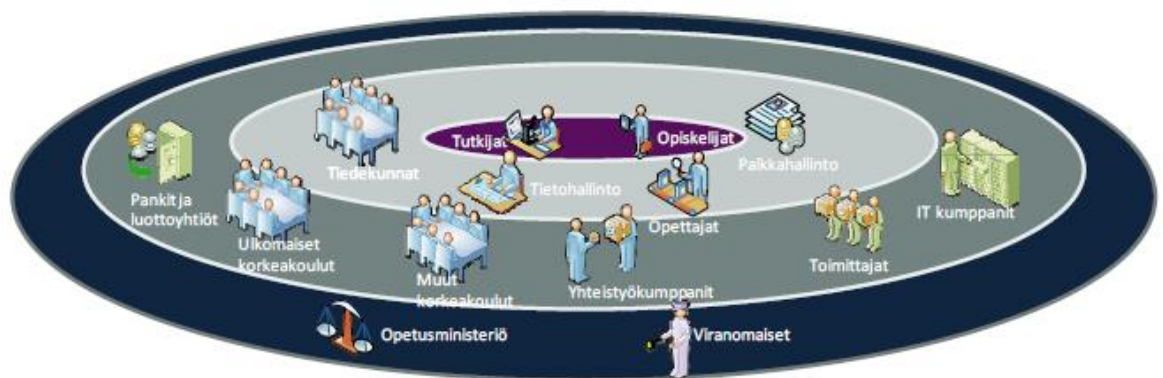 Tutkijat
Opiskelijat
Tiedekunnat
Palkkahallinto
Tietohallinto
Pankit ja
luottoyhtiöt
IT kumppanit
Opettajat
Ulkomaiset
korkeakoulut
Toimittajat
Muut
korkeakoulut
Yhteistyökumppanit
Opetusministeriö
Viranomaiset